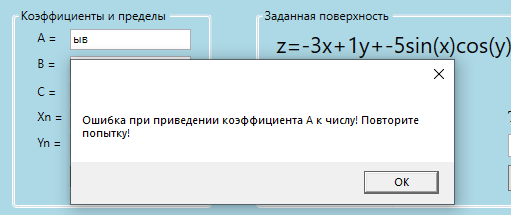 Коэффициенты и пределы
Заданная поверхность
A =
ыв
z=-3x+1y+-5sin(x)cos(y)
B =
C =
Xn =
Yn =
Ошибка при приведении коэффициента A к числу! Повторите
попытку!
OK